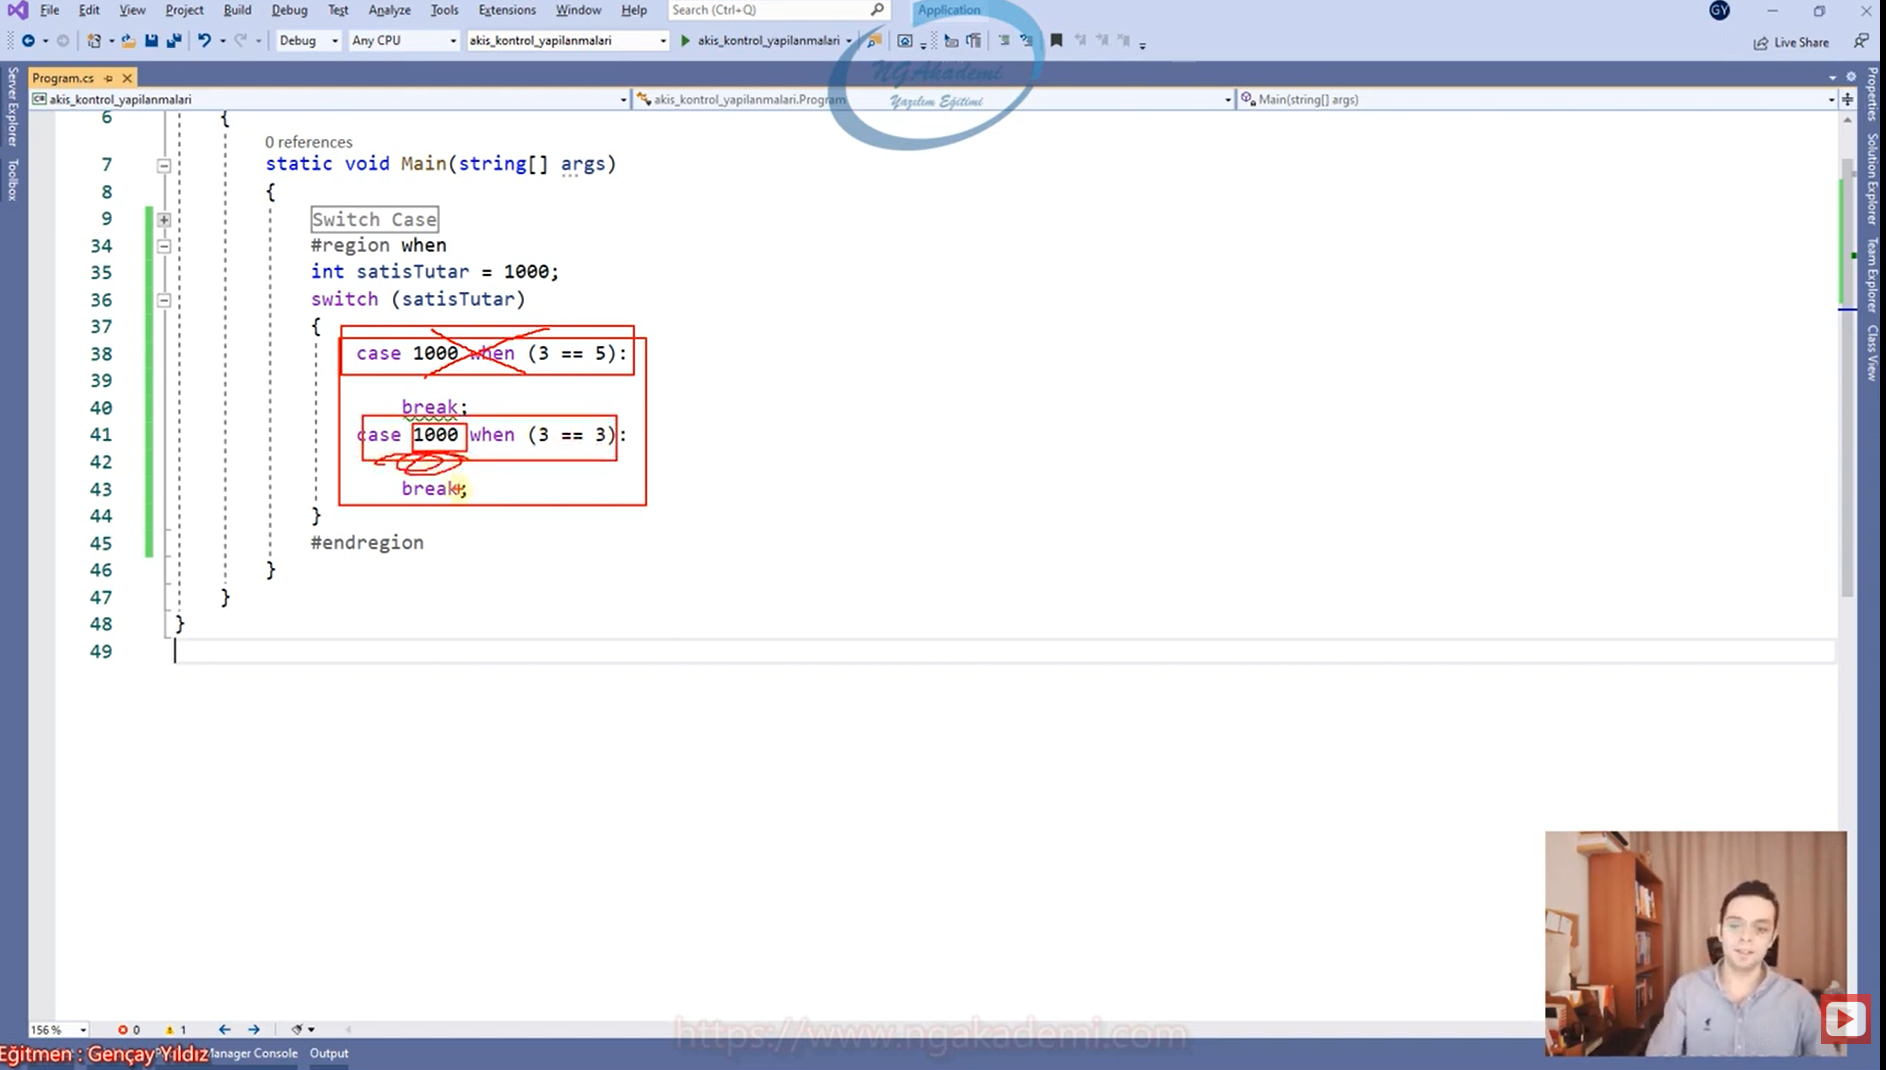 File Edit View Project Build Debug Test Analyze Tools Extensions Window Help Search (Ctrl+Q) Application GY
Debug Any CPU akis_kontrol_yapilanmalari akis_kontrol_yapilanmalari Live Share
NGAkademi
Yazılım Eğitimi
Program.cs
akis_kontrol_yapilanmalari akis_kontrol_yapilanmalari.Program Main(string[] args)
Server Explorer
Toolbox
Properties
Solution Explorer
Team Explorer
Class View
6 {
0 references
7 static void Main(string[] args)
8 {
9 Switch Case
34 #region when
35 int satisTutar = 1000;
36 switch (satisTutar)
37 {
38 case 1000 when (3 == 5):
39
40 break;
41 case 1000 when (3 == 3):
42
43 break;
44 }
45 #endregion
46 }
47 }
48 }
49
156 % 0 1
https://www.ngakademi.com
Eğitmen : Gençay Yıldız Manager Console Output